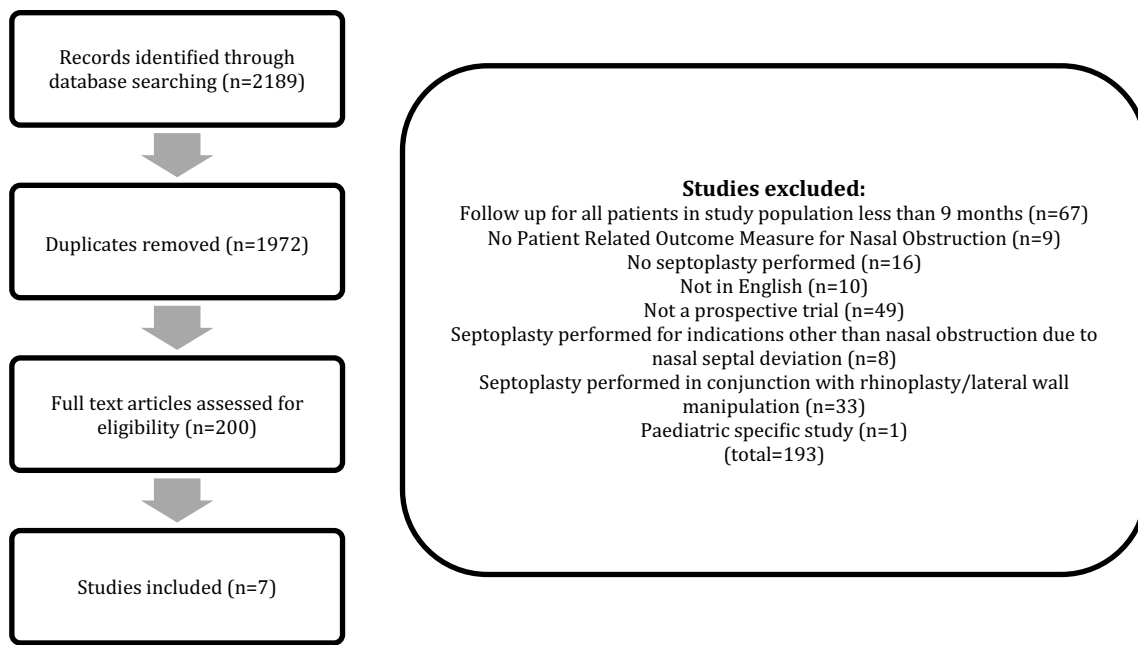 Records identified through
database searching (n=2189)
Duplicates removed (n=1972)
Full text articles assessed for
eligibility (n=200)
Studies included (n=7)
Studies excluded:
Follow up for all patients in study population less than 9 months (n=67)
No Patient Related Outcome Measure for Nasal Obstruction (n=9)
No septoplasty performed (n=16)
Not in English (n=10)
Not a prospective trial (n=49)
Septoplasty performed for indications other than nasal obstruction due to
nasal septal deviation (n=8)
Septoplasty performed in conjunction with rhinoplasty/lateral wall
manipulation (n=33)
Paediatric specific study (n=1)
(total=193)